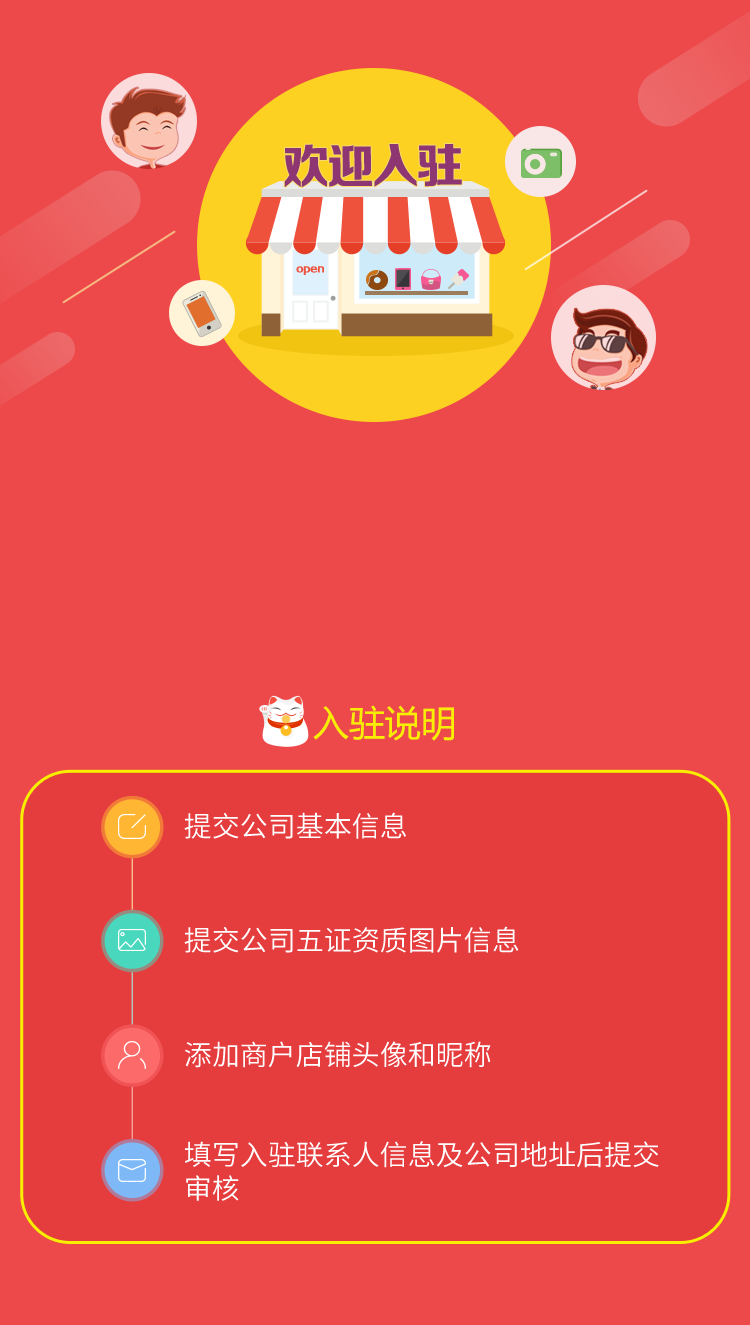 欢迎入驻
open
入驻说明
提交公司基本信息
提交公司五证资质图片信息
添加商户店铺头像和昵称
填写入驻联系人信息及公司地址后提交
审核